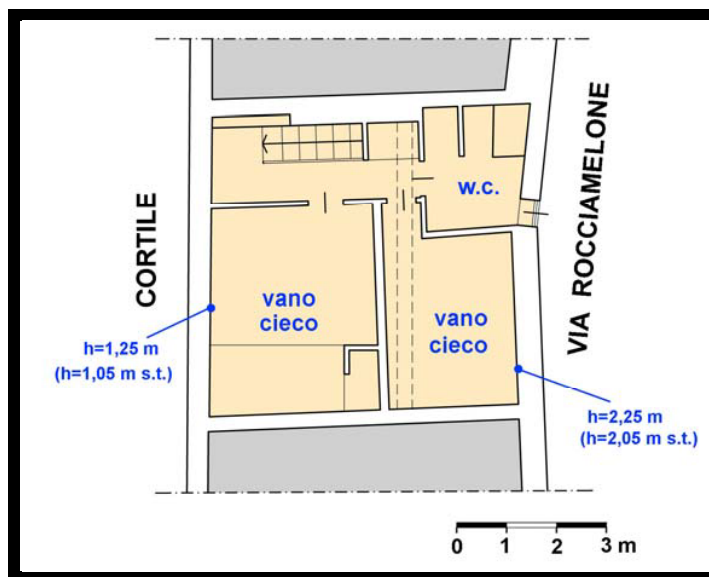 w.c.
CORTILE
VIA ROCCIAMELONE
vano
cieco
vano
cieco
h=1,25 m
(h=1,05 m s.t.)
h=2,25 m
(h=2,05 m s.t.)
0 1 2 3 m